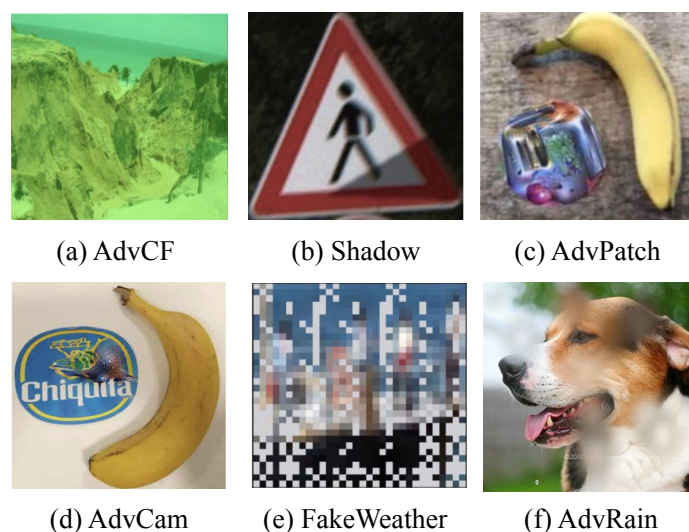 (a) AdvCF
(b) Shadow
(c) AdvPatch
Chiquita
(d) AdvCam
(e) FakeWeather
(f) AdvRain